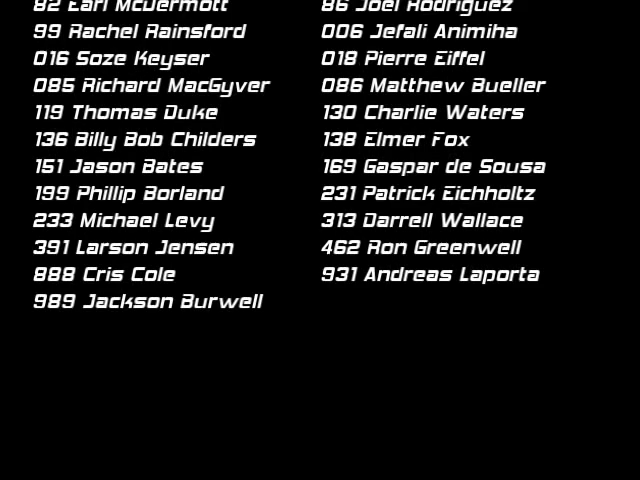 82 Earl McDermott 86 Joel Rodriguez
99 Rachel Rainsford 006 Jefali Animiha
016 Soze Keyser 018 Pierre Eiffel
085 Richard MacGyver 086 Matthew Bueller
119 Thomas Duke 130 Charlie Waters
136 Billy Bob Childers 138 Elmer Fox
151 Jason Bates 169 Gaspar de Sousa
199 Phillip Borland 231 Patrick Eichholtz
233 Michael Levy 313 Darrell Wallace
391 Larson Jensen 462 Ron Greenwell
888 Cris Cole 931 Andreas Laporta
989 Jackson Burwell